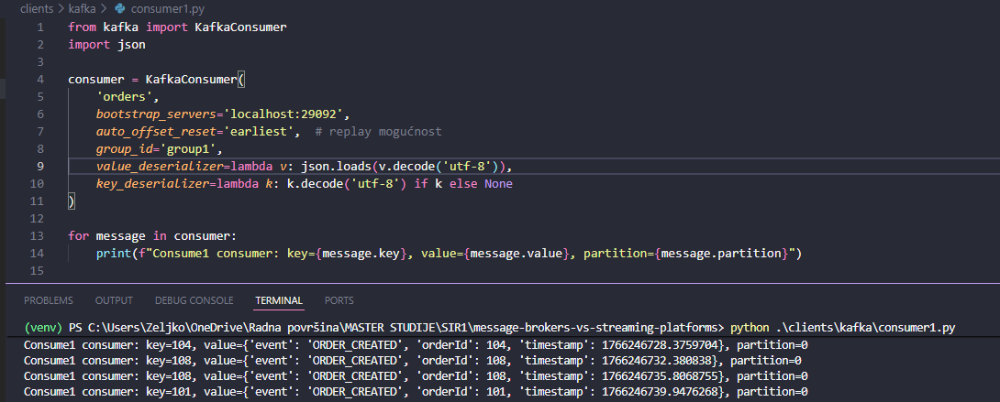 clients > kafka > consumer1.py
1 from kafka import KafkaConsumer
2 import json
3
4 consumer = KafkaConsumer(
5     'orders',
6     bootstrap_servers='localhost:29092',
7     auto_offset_reset='earliest',  # replay mogućnost
8     group_id='group1',
9     value_deserializer=lambda v: json.loads(v.decode('utf-8')),
10     key_deserializer=lambda k: k.decode('utf-8') if k else None
11 )
12
13 for message in consumer:
14     print(f"Consume1 consumer: key={message.key}, value={message.value}, partition={message.partition}")
15
PROBLEMS OUTPUT DEBUG CONSOLE TERMINAL PORTS
(venv) PS C:\Users\Zeljko\OneDrive\Radna površina\MASTER STUDIJE\SIR1\message-brokers-vs-streaming-platforms> python .\clients\kafka\consumer1.py
Consume1 consumer: key=104, value={'event': 'ORDER_CREATED', 'orderId': 104, 'timestamp': 1766246728.3759704}, partition=0
Consume1 consumer: key=108, value={'event': 'ORDER_CREATED', 'orderId': 108, 'timestamp': 1766246732.380838}, partition=0
Consume1 consumer: key=108, value={'event': 'ORDER_CREATED', 'orderId': 108, 'timestamp': 1766246735.8068755}, partition=0
Consume1 consumer: key=101, value={'event': 'ORDER_CREATED', 'orderId': 101, 'timestamp': 1766246739.9476268}, partition=0